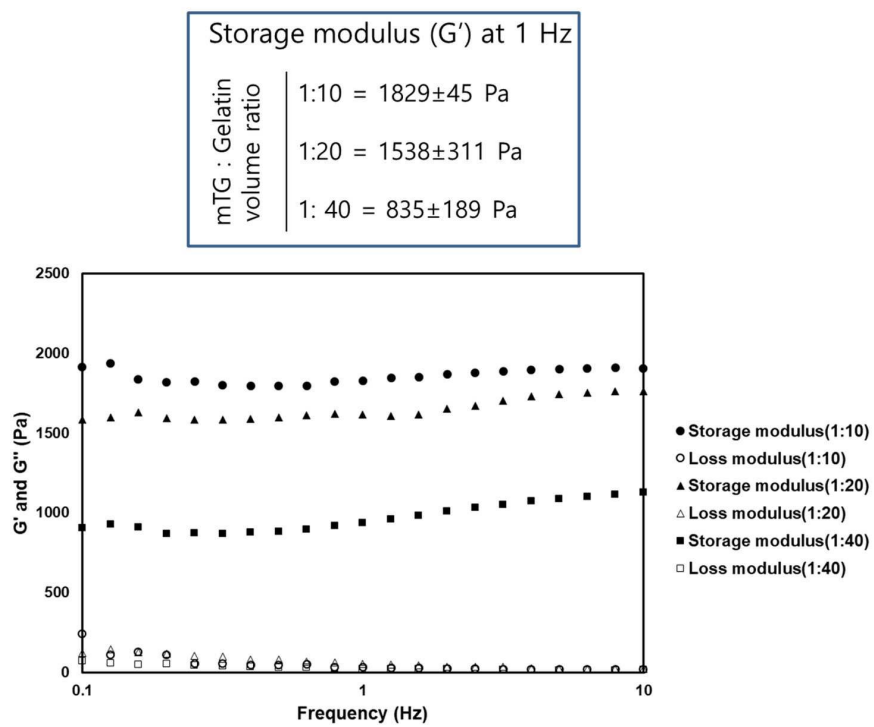 Storage modulus (G’) at 1 Hz
mTG : Gelatin
volume ratio
1:10 = 1829±45 Pa
1:20 = 1538±311 Pa
1: 40 = 835±189 Pa
2500
2000
1500
1000
500
0
G' and G'' (Pa)
0.1
1
10
Frequency (Hz)
Storage modulus(1:10)
Loss modulus(1:10)
Storage modulus(1:20)
Loss modulus(1:20)
Storage modulus(1:40)
Loss modulus(1:40)